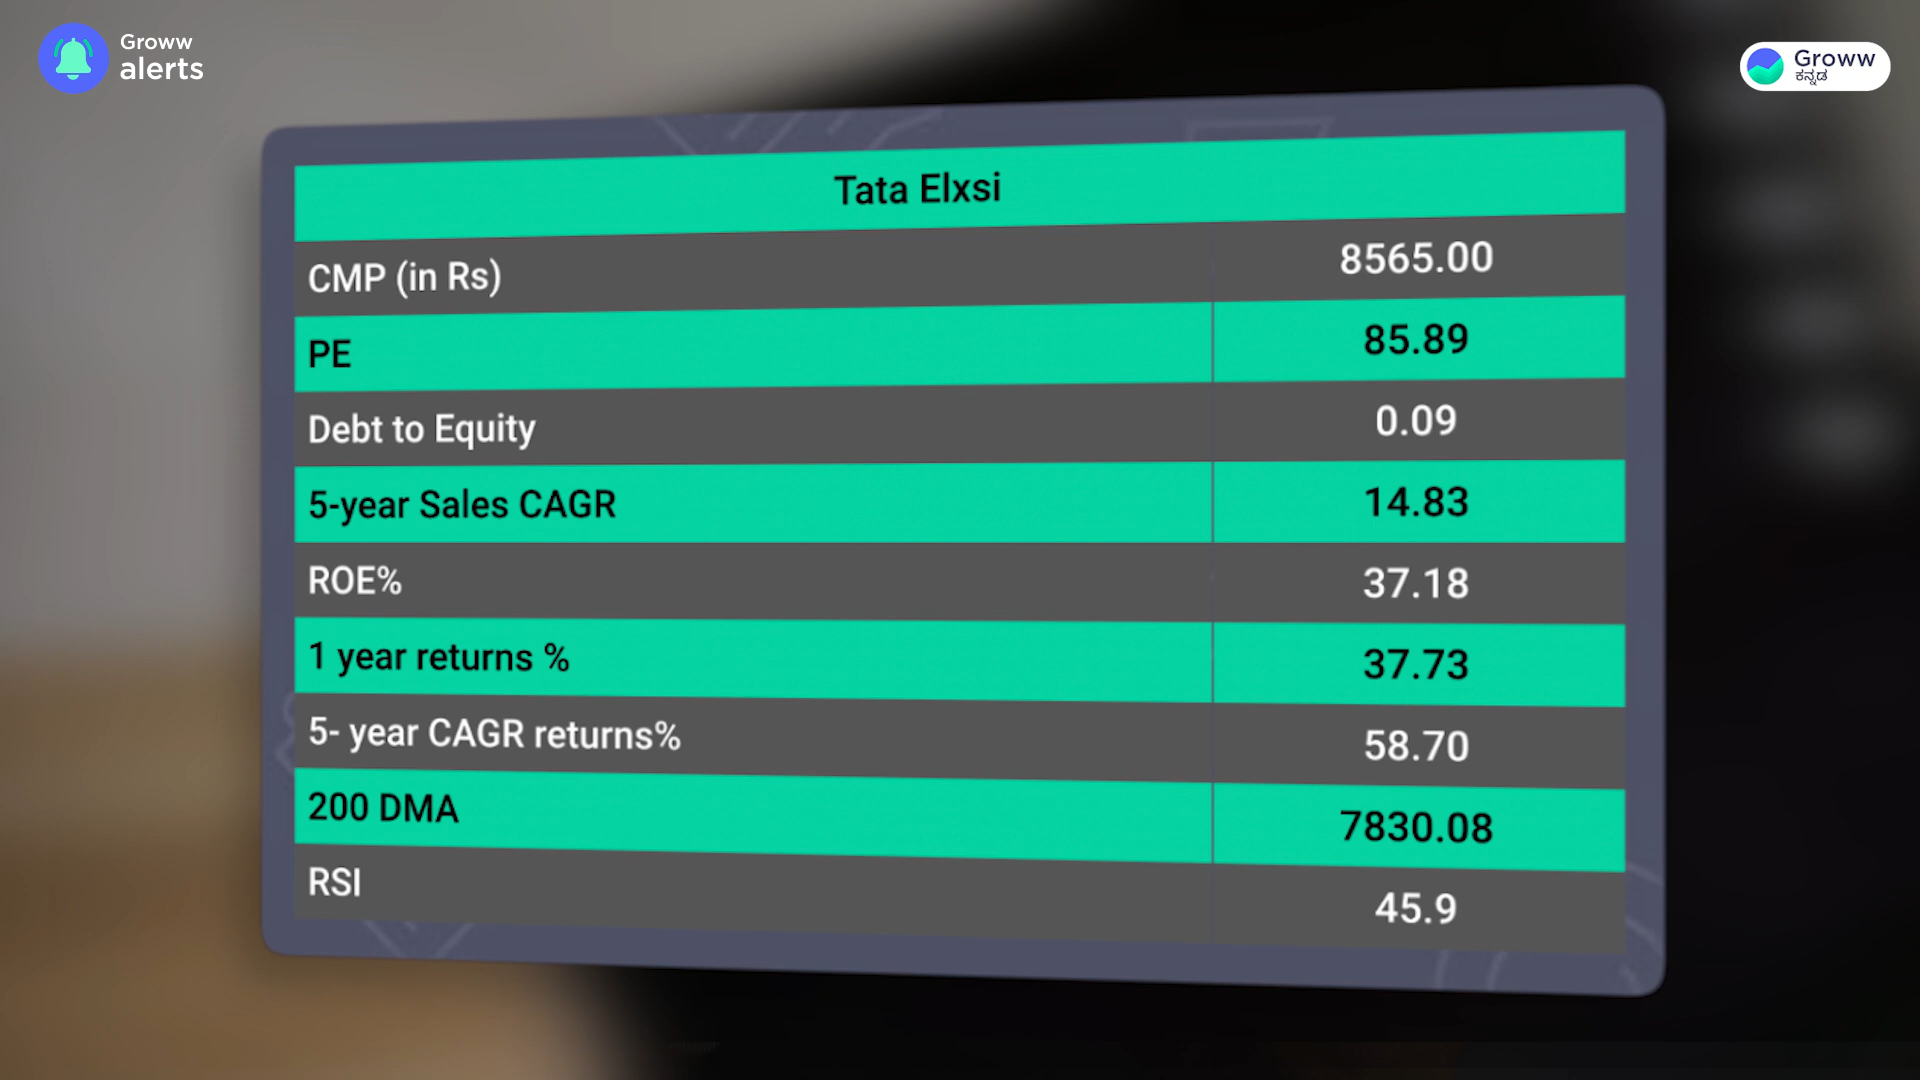 Groww
alerts
Groww
ಕನ್ನಡ
Tata Elxsi
CMP (in Rs) 8565.00
PE 85.89
Debt to Equity 0.09
5-year Sales CAGR 14.83
ROE% 37.18
1 year returns % 37.73
5- year CAGR returns% 58.70
200 DMA 7830.08
RSI 45.9